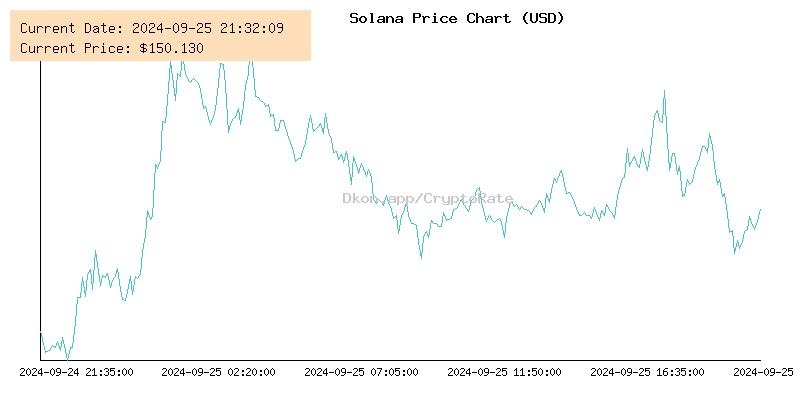 Solana Price Chart (USD)
Current Date: 2024-09-25 21:32:09
Current Price: $150.130
Dkon.app/CryptoRate
2024-09-24 21:35:00
2024-09-25 02:20:00
2024-09-25 07:05:00
2024-09-25 11:50:00
2024-09-25 16:35:00
2024-09-25